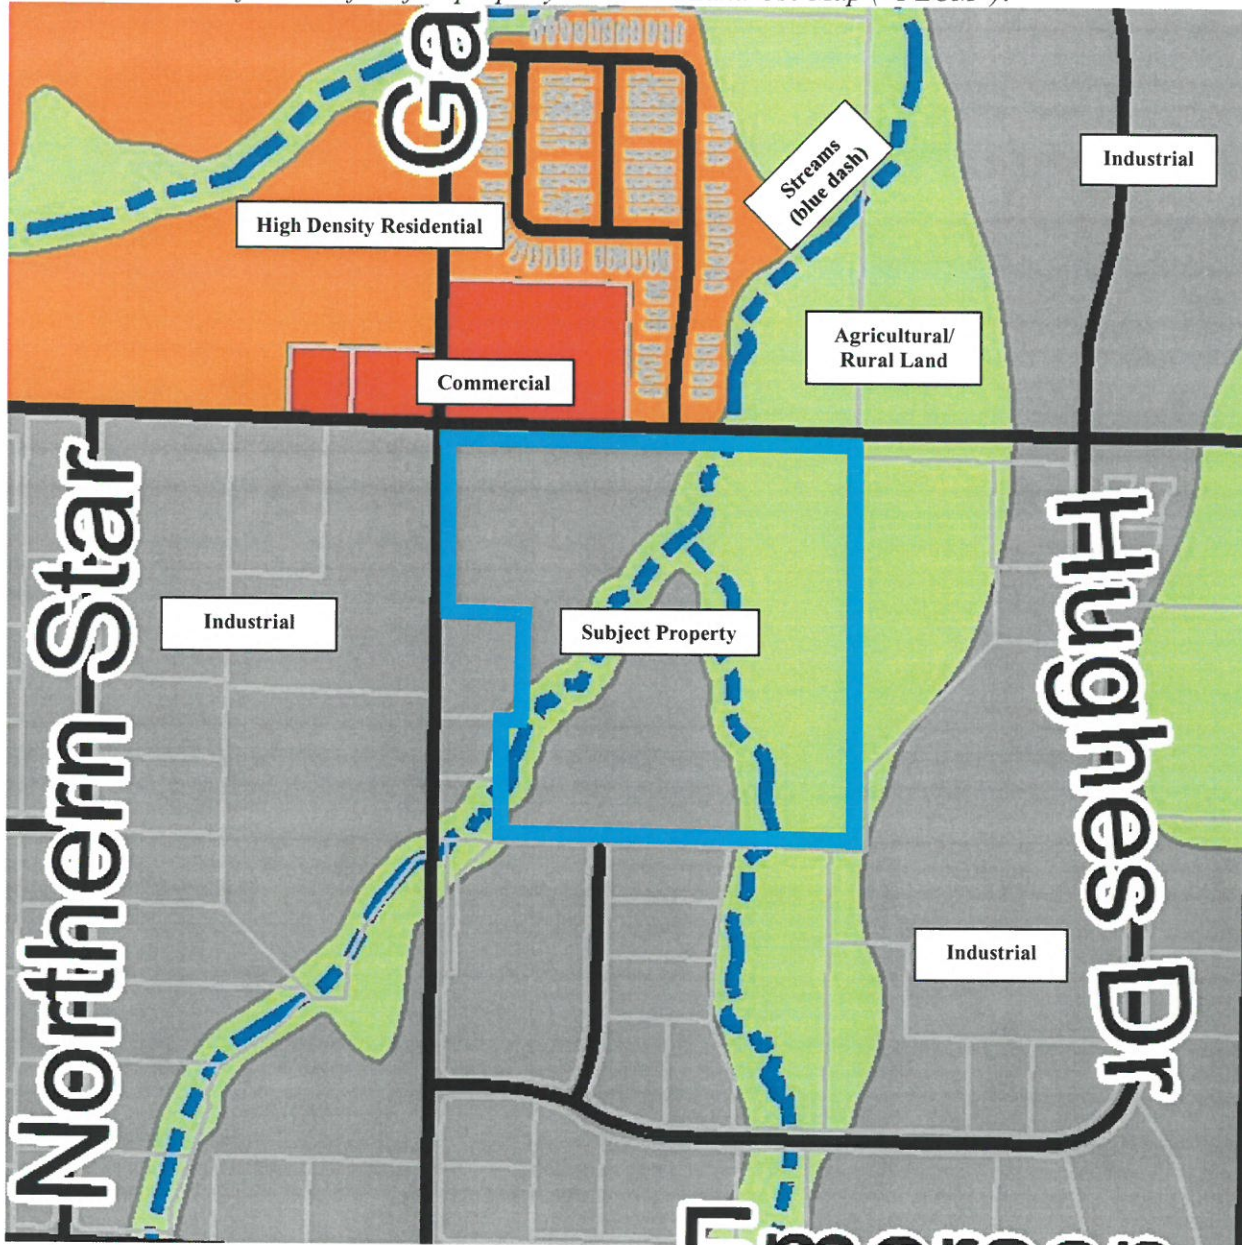 Ga
Streams
(blue dash)
Industrial
High Density Residential
Agricultural/
Rural Land
Commercial
Northern Star
Industrial
Subject Property
Hughes Dr
Industrial
Emerson